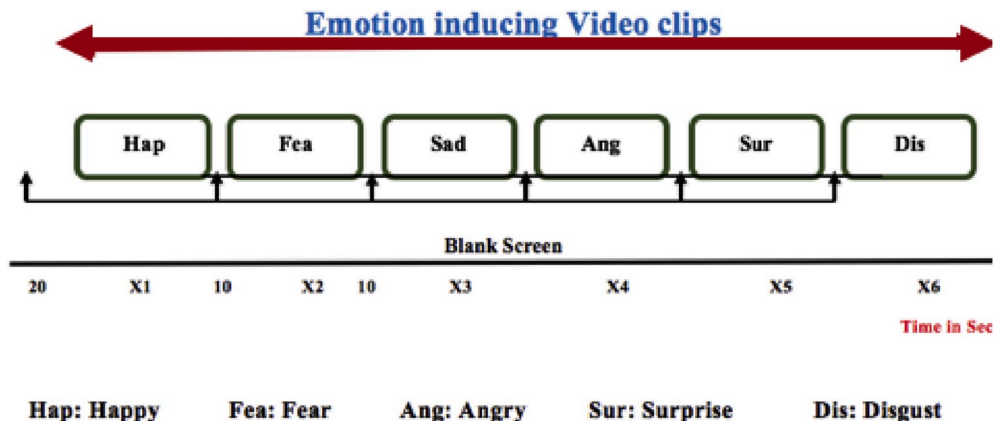 Emotion inducing Video clips
Hap Fea Sad Ang Sur Dis
Blank Screen
20 X1 10 X2 10 X3 X4 X5 X6
Time in Sec
Hap: Happy Fea: Fear Ang: Angry Sur: Surprise Dis: Disgust